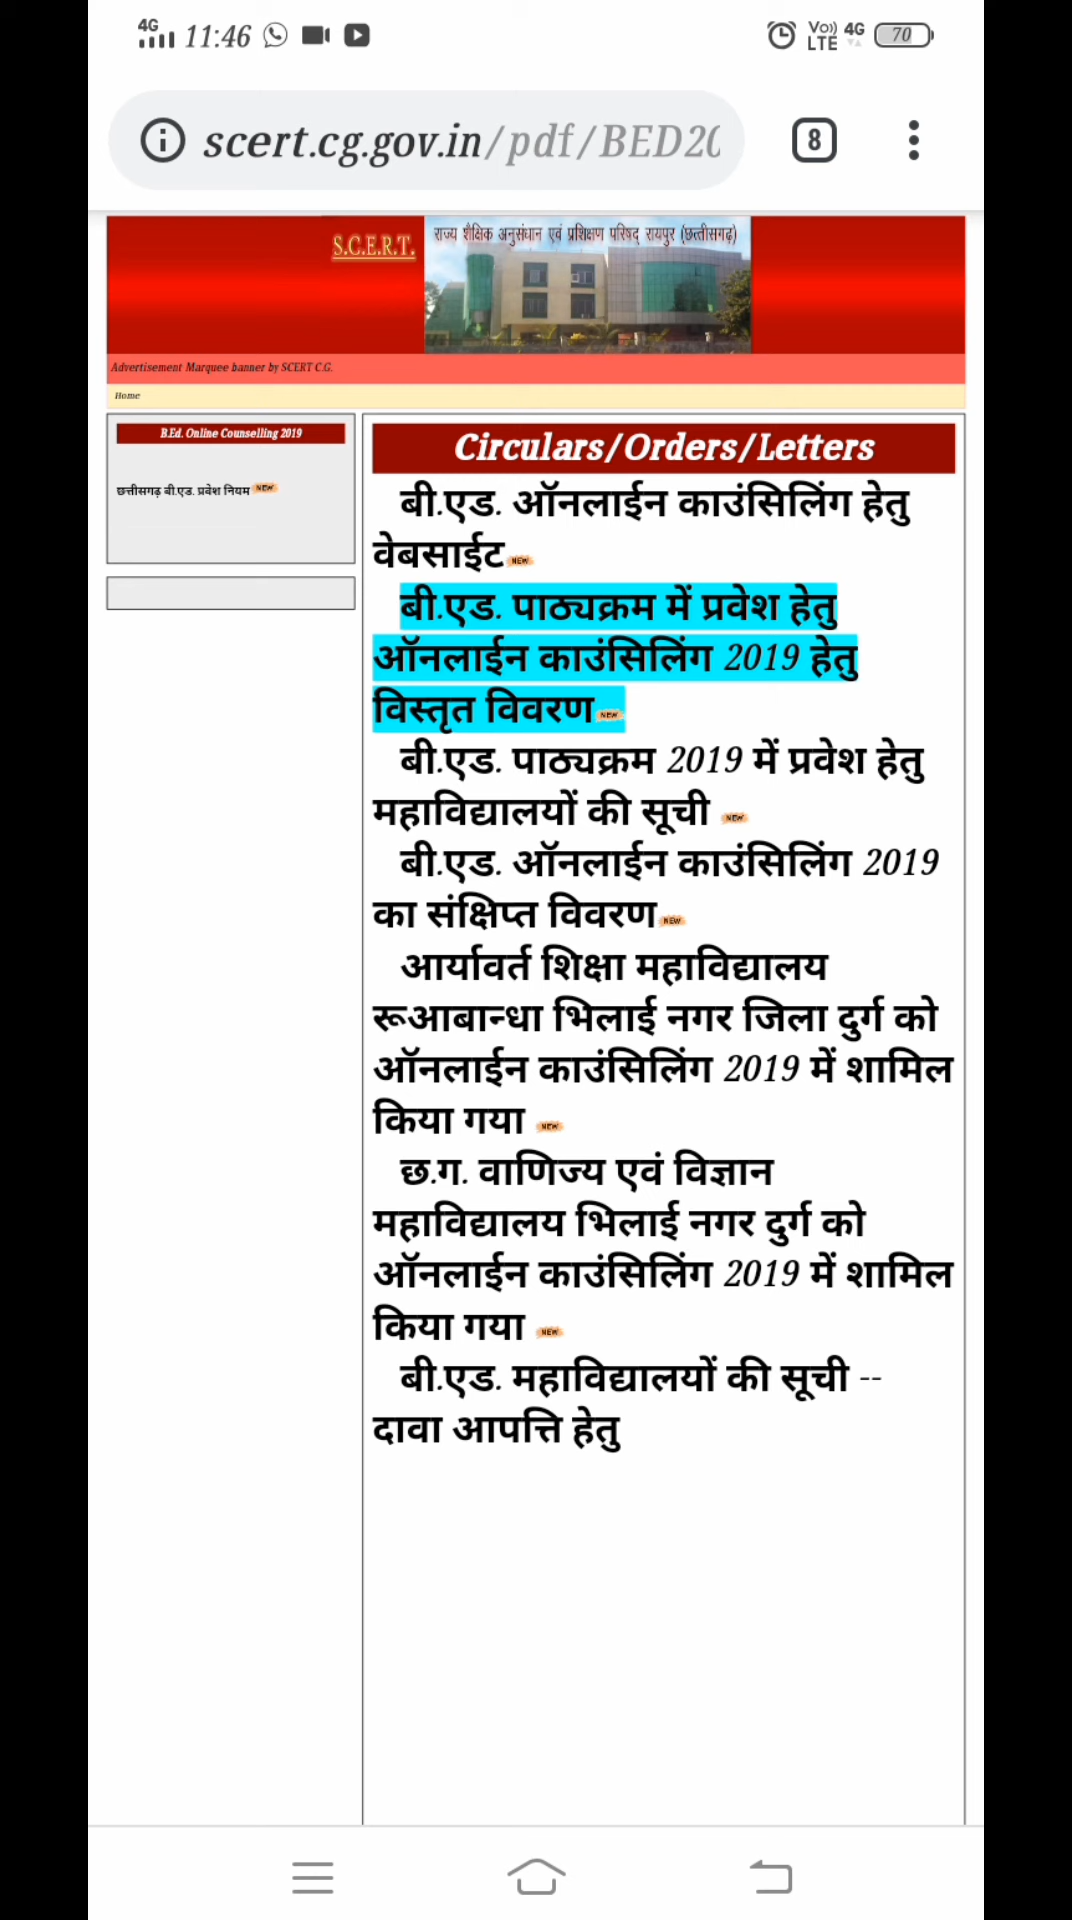 4G 11:46 Vo)) LTE 4G 70
scert.cg.gov.in/pdf/BED20
8
S.C.E.R.T. राज्य शैक्षिक अनुसंधान एवं प्रशिक्षण परिषद् रायपुर (छत्तीसगढ़)
Advertisement Marquee banner by SCERT C.G.
Home
B.Ed. Online Counselling 2019
छत्तीसगढ़ बी.एड. प्रवेश नियम NEW
Circulars/Orders/Letters
बी.एड. ऑनलाईन काउंसिलिंग हेतु
वेबसाईट NEW
बी.एड. पाठ्यक्रम में प्रवेश हेतु
ऑनलाईन काउंसिलिंग 2019 हेतु
विस्तृत विवरण NEW
बी.एड. पाठ्यक्रम 2019 में प्रवेश हेतु
महाविद्यालयों की सूची NEW
बी.एड. ऑनलाईन काउंसिलिंग 2019
का संक्षिप्त विवरण NEW
आर्यावर्त शिक्षा महाविद्यालय
रूआबान्धा भिलाई नगर जिला दुर्ग को
ऑनलाईन काउंसिलिंग 2019 में शामिल
किया गया NEW
छ.ग. वाणिज्य एवं विज्ञान
महाविद्यालय भिलाई नगर दुर्ग को
ऑनलाईन काउंसिलिंग 2019 में शामिल
किया गया NEW
बी.एड. महाविद्यालयों की सूची --
दावा आपत्ति हेतु